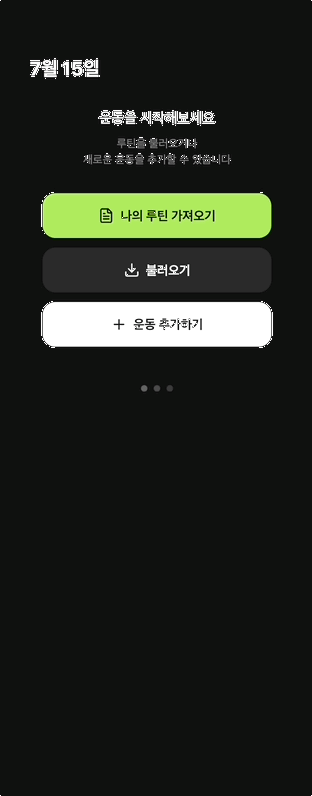 7월 15일
운동을 시작해보세요
루틴을 불러오거나
새로운 운동을 추가할 수 있습니다
나의 루틴 가져오기
불러오기
운동 추가하기